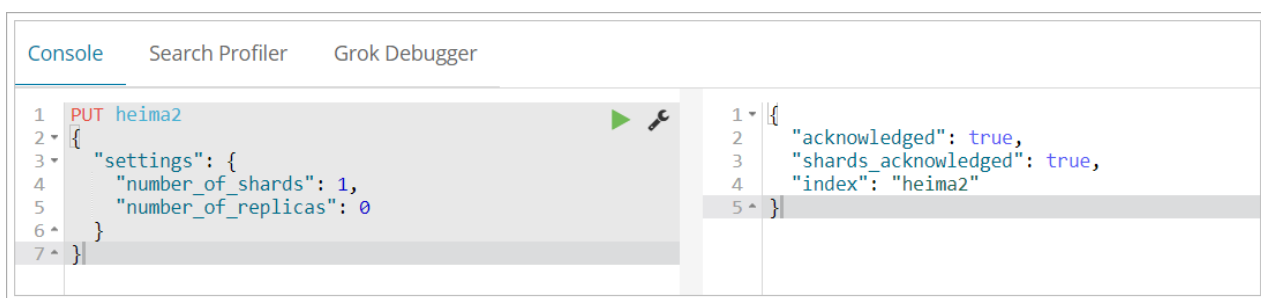 Console Search Profiler Grok Debugger
1 PUT heima2
2 {
3 "settings": {
4 "number_of_shards": 1,
5 "number_of_replicas": 0
6 }
7 }
1 {
2 "acknowledged": true,
3 "shards_acknowledged": true,
4 "index": "heima2"
5 }